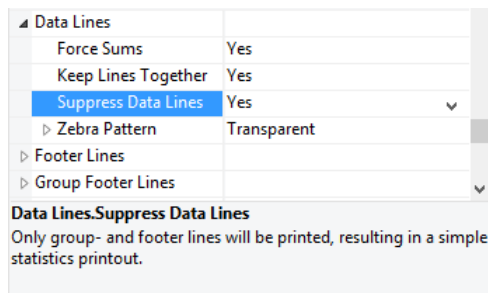 Data Lines
Force Sums Yes
Keep Lines Together Yes
Suppress Data Lines Yes
Zebra Pattern Transparent
Footer Lines
Group Footer Lines
Data Lines.Suppress Data Lines
Only group- and footer lines will be printed, resulting in a simple
statistics printout.